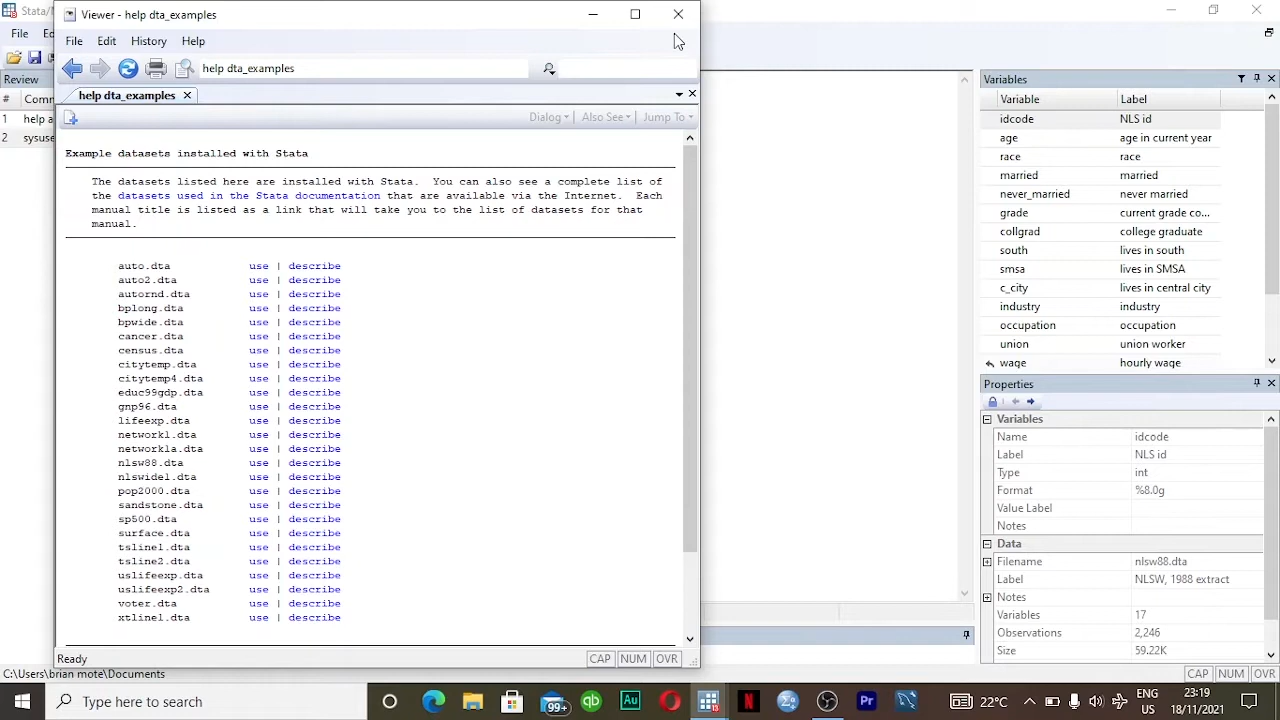 Stata/M
Viewer - help dta_examples
File
Ed
File Edit History Help
help dta_examples
Review
# Comm
1 help a
2 sysuse
help dta_examples
Dialog Also See Jump To
Example datasets installed with Stata
The datasets listed here are installed with Stata. You can also see a complete list of
the datasets used in the Stata documentation that are available via the Internet. Each
manual title is listed as a link that will take you to the list of datasets for that
manual.
auto.dta use | describe
auto2.dta use | describe
autornd.dta use | describe
bplong.dta use | describe
bpwide.dta use | describe
cancer.dta use | describe
census.dta use | describe
citytemp.dta use | describe
citytemp4.dta use | describe
educ99gdp.dta use | describe
gnp96.dta use | describe
lifeexp.dta use | describe
network1.dta use | describe
network1a.dta use | describe
nlsw88.dta use | describe
nlswide1.dta use | describe
pop2000.dta use | describe
sandstone.dta use | describe
sp500.dta use | describe
surface.dta use | describe
tsline1.dta use | describe
tsline2.dta use | describe
uslifeexp.dta use | describe
uslifeexp2.dta use | describe
voter.dta use | describe
xtline1.dta use | describe
Ready
CAP NUM OVR
Variables
Variable Label
idcode NLS id
age age in current year
race race
married married
never_married never married
grade current grade co...
collgrad college graduate
south lives in south
smsa lives in SMSA
c_city lives in central city
industry industry
occupation occupation
union union worker
wage hourly wage
Properties
Variables
Name idcode
Label NLS id
Type int
Format %8.0g
Value Label
Notes
Data
Filename nlsw88.dta
Label NLSW, 1988 extract
Notes
Variables 17
Observations 2,246
Size 59.22K
C:\Users\brian mote\Documents
CAP NUM OVR
Type here to search
99+
qb
Au
13
N
Pr
22°C
ENG
US
23:19
18/11/2021